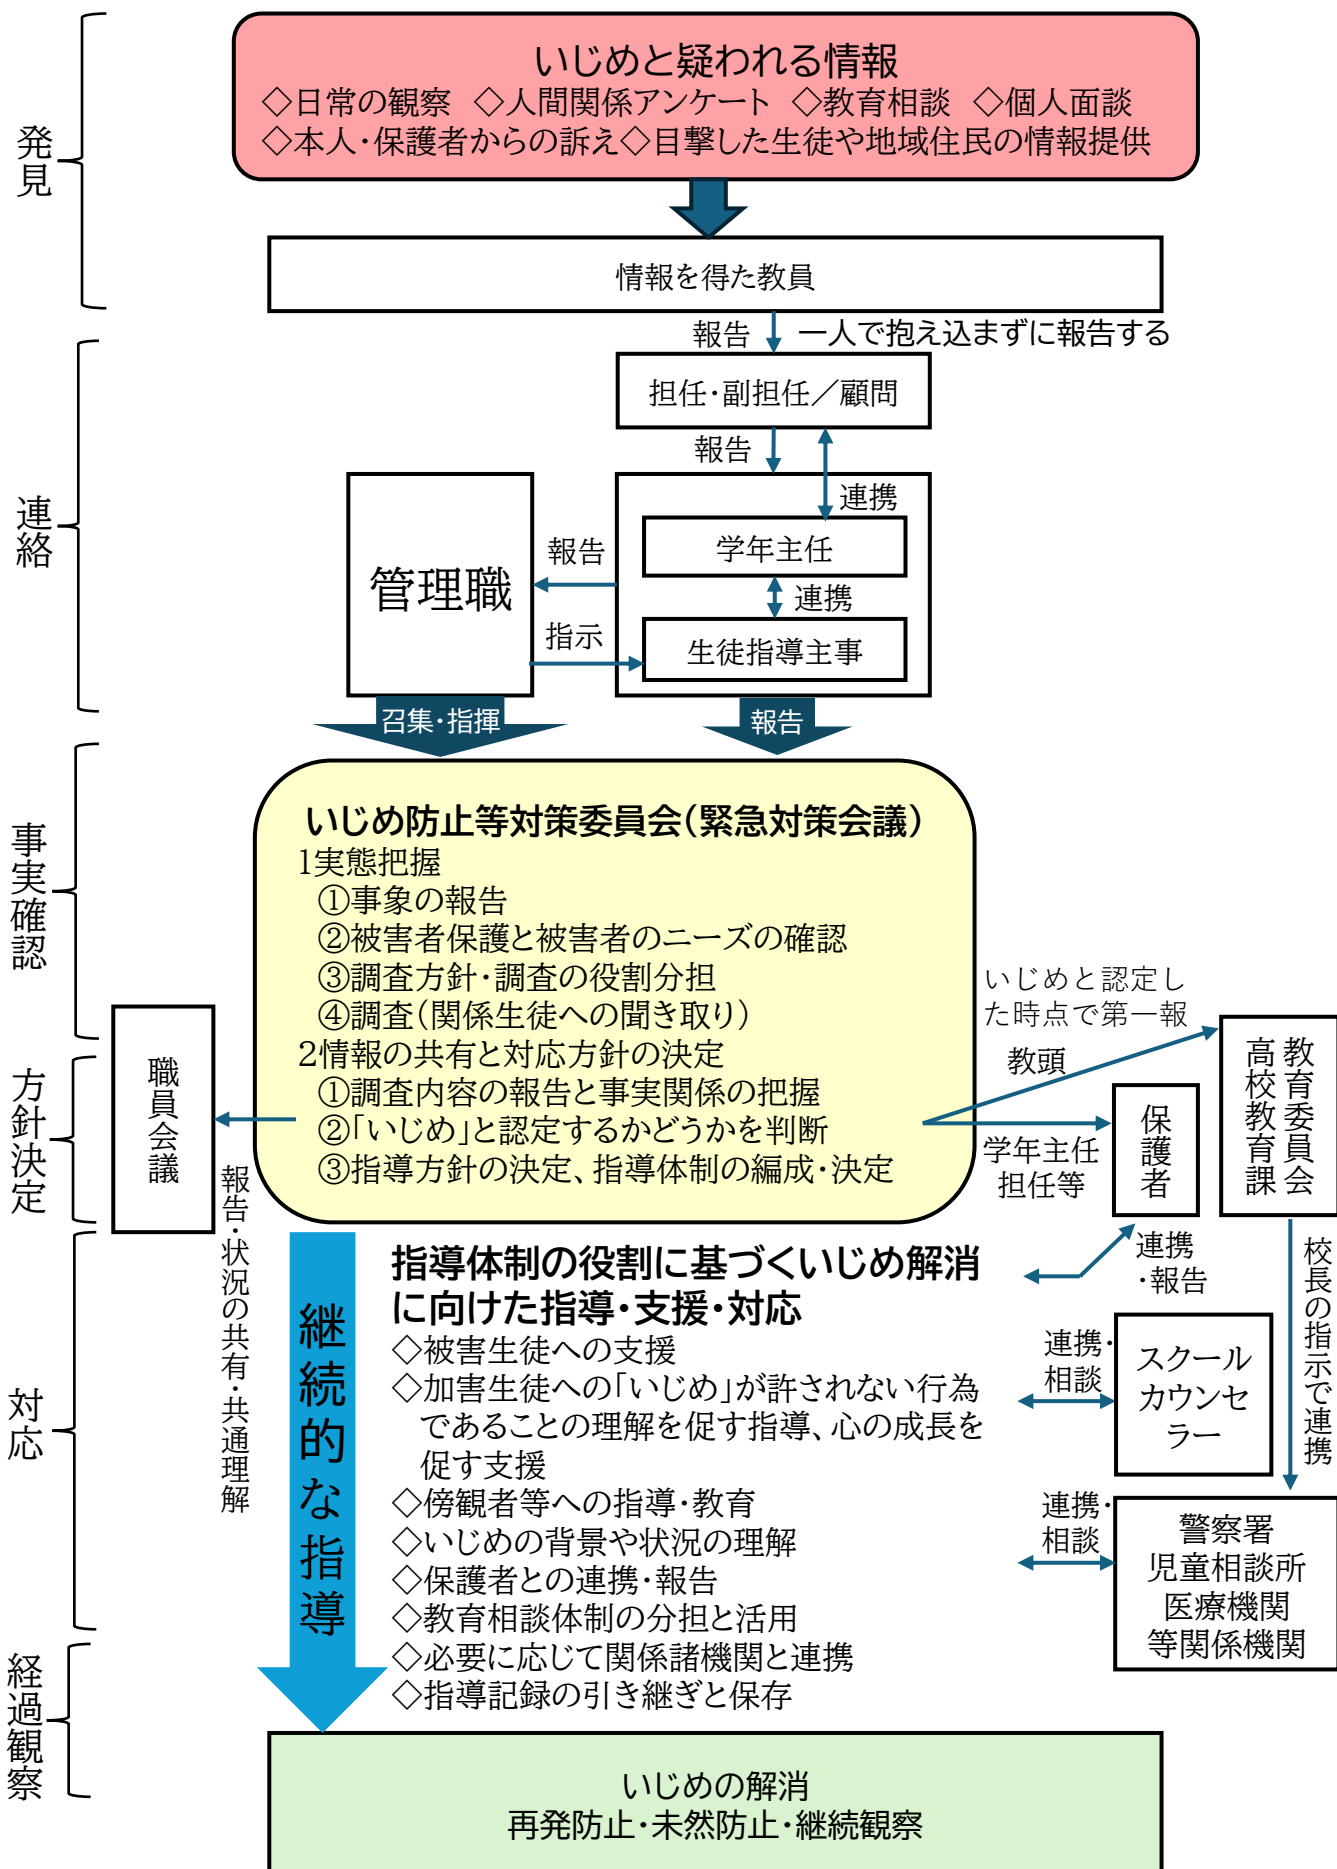 いじめと疑われる情報
◇日常の観察 ◇人間関係アンケート ◇教育相談 ◇個人面談
◇本人・保護者からの訴え◇目撃した生徒や地域住民の情報提供
発見
情報を得た教員
報告
一人で抱え込まずに報告する
連絡
担任・副担任／顧問
報告
連携
管理職
報告
指示
学年主任
連携
生徒指導主事
召集・指揮
報告
事実確認
いじめ防止等対策委員会(緊急対策会議)
1実態把握
①事象の報告
②被害者保護と被害者のニーズの確認
③調査方針・調査の役割分担
④調査(関係生徒への聞き取り)
2情報の共有と対応方針の決定
①調査内容の報告と事実関係の把握
②「いじめ」と認定するかどうかを判断
③指導方針の決定、指導体制の編成・決定
方針決定
職員会議
報告・状況の共有・共通理解
いじめと認定し
た時点で第一報
教頭
教育委員会
高校教育課
学年主任
担任等
保護者
連携
・報告
校長の指示で連携
対応
継続的な指導
指導体制の役割に基づくいじめ解消
に向けた指導・支援・対応
◇被害生徒への支援
◇加害生徒への「いじめ」が許されない行為
であることの理解を促す指導、心の成長を
促す支援
◇傍観者等への指導・教育
◇いじめの背景や状況の理解
◇保護者との連携・報告
◇教育相談体制の分担と活用
◇必要に応じて関係諸機関と連携
◇指導記録の引き継ぎと保存
連携・
相談
スクール
カウンセ
ラー
連携・
相談
警察署
児童相談所
医療機関
等関係機関
経過観察
いじめの解消
再発防止・未然防止・継続観察